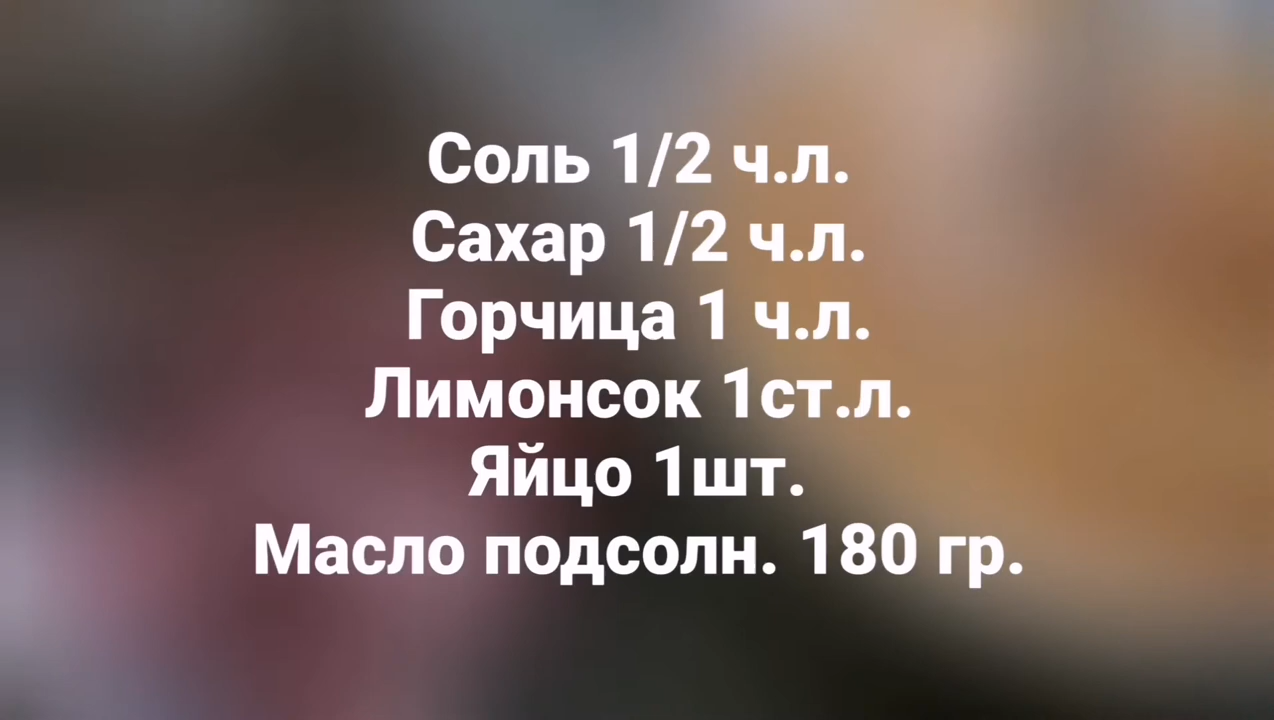 Соль 1/2 ч.л.
Сахар 1/2 ч.л.
Горчица 1 ч.л.
Лимонсок 1ст.л.
Яйцо 1шт.
Масло подсолн. 180 гр.